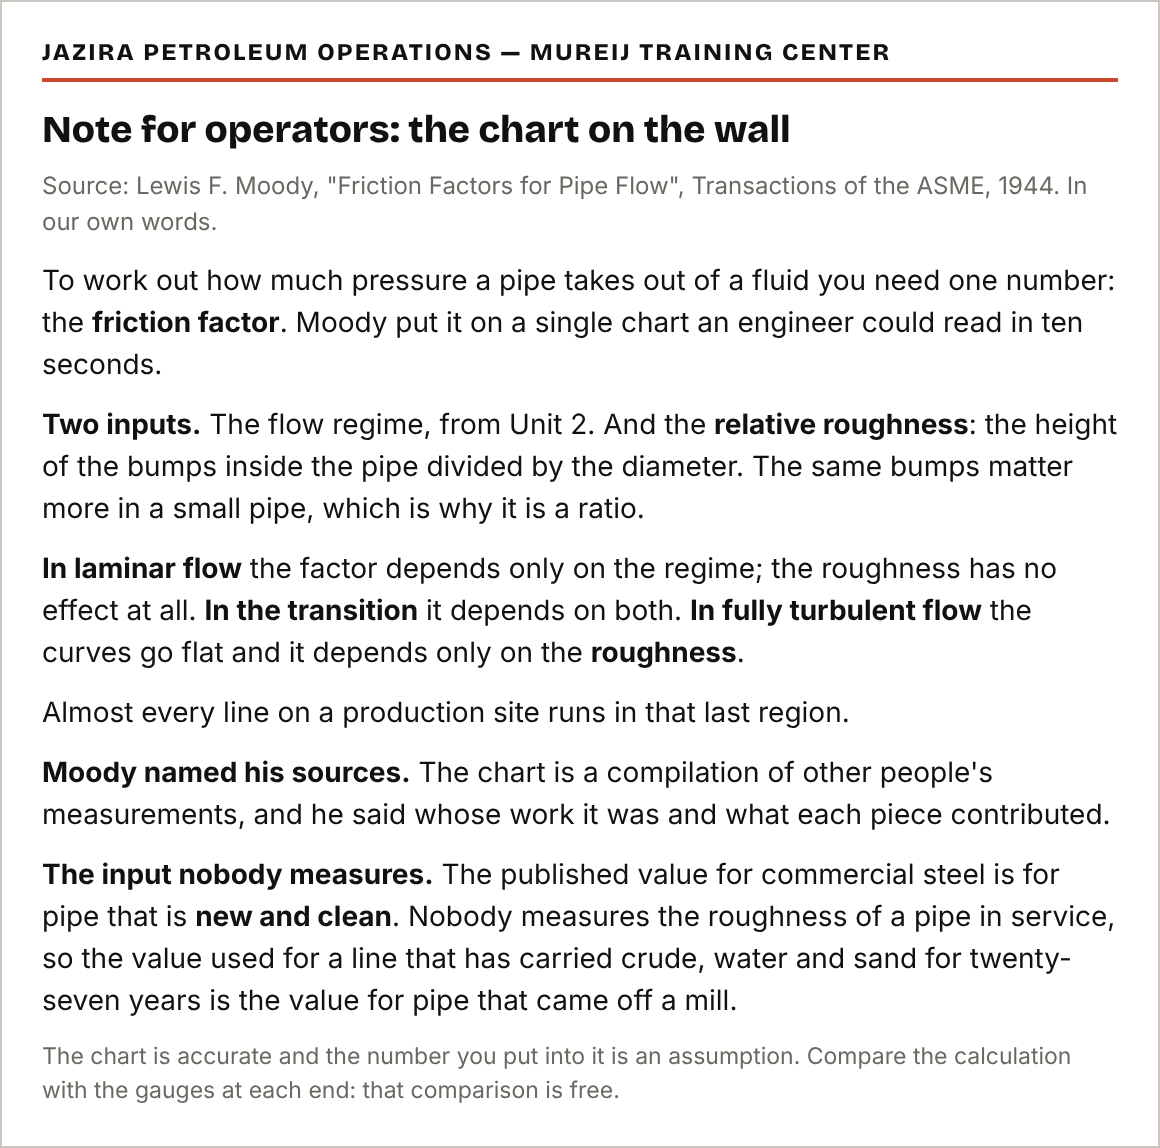 JAZIRA PETROLEUM OPERATIONS — MUREIJ TRAINING CENTER
Note for operators: the chart on the wall
Source: Lewis F. Moody, "Friction Factors for Pipe Flow", Transactions of the ASME, 1944. In
our own words.
To work out how much pressure a pipe takes out of a fluid you need one number:
the friction factor. Moody put it on a single chart an engineer could read in ten
seconds.
Two inputs. The flow regime, from Unit 2. And the relative roughness: the height
of the bumps inside the pipe divided by the diameter. The same bumps matter
more in a small pipe, which is why it is a ratio.
In laminar flow the factor depends only on the regime; the roughness has no
effect at all. In the transition it depends on both. In fully turbulent flow the
curves go flat and it depends only on the roughness.
Almost every line on a production site runs in that last region.
Moody named his sources. The chart is a compilation of other people's
measurements, and he said whose work it was and what each piece contributed.
The input nobody measures. The published value for commercial steel is for
pipe that is new and clean. Nobody measures the roughness of a pipe in service,
so the value used for a line that has carried crude, water and sand for twenty-
seven years is the value for pipe that came off a mill.
The chart is accurate and the number you put into it is an assumption. Compare the calculation
with the gauges at each end: that comparison is free.